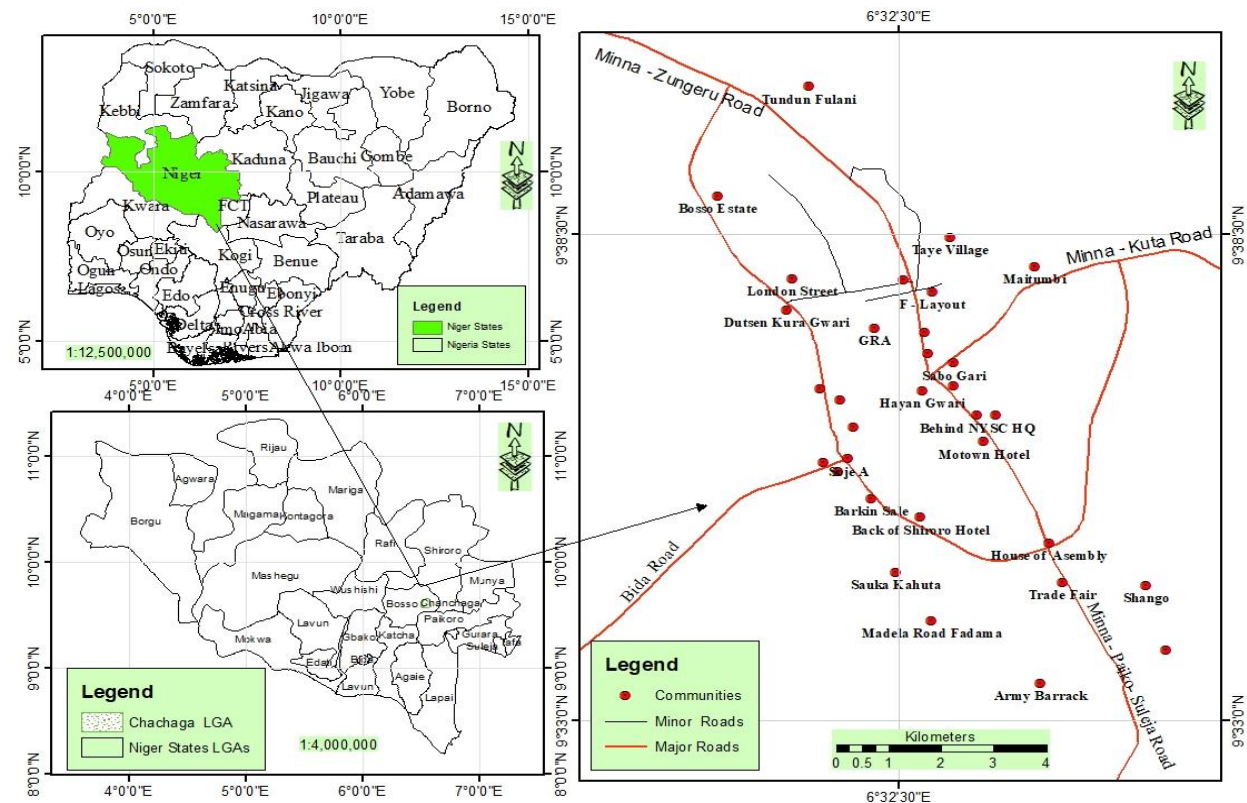 5°0'0"E
10°0'0"E
15°0'0"E
10°0'0"N
5°0'0"N
Sokoto
Katsina
Jigawa
Yobe
Borno
Kebbi
Zamfara
Kano
Niger
Kaduna
Bauchi
Gombe
Adamawa
Kwara
FCT
Plateau
Nasarawa
Taraba
Oyo
Osun
Ekiti
Kogi
Benue
Ogun
Ondo
Lagos
Edo
Enugu
Ebonyi
Cross River
Delta
Imo
Abia
Rivers
Akwa Ibom
N
Legend
Niger States
Nigeria States
1:12,500,000
10°0'0"N
5°0'0"N
5°0'0"E
10°0'0"E
15°0'0"E
4°0'0"E
5°0'0"E
6°0'0"E
7°0'0"E
11°0'0"N
10°0'0"N
9°0'0"N
8°0'0"N
Rijau
Agwara
Mariga
Borgu
Magama
Kontagora
Rafi
Shiroro
Mashegu
Wushishi
Munya
Bosso
Chanchaga
Paikoro
Lavun
Mokwa
Gbako
Katcha
Gurara
Suleja
Tafa
Edati
Bida
Lavun
Agaie
Lapai
N
Legend
Chachaga LGA
Niger States LGAs
1:4,000,000
11°0'0"N
10°0'0"N
9°0'0"N
8°0'0"N
4°0'0"E
5°0'0"E
6°0'0"E
7°0'0"E
6°32'30"E
Minna - Zungeru Road
Tundun Fulani
N
Bosso Estate
Taye Village
Minna - Kuta Road
Maitumbi
London Street
F - Layout
Dutsen Kura Gwari
GRA
Sabo Gari
Hayan Gwari
Behind NYSC HQ
Motown Hotel
Soje A
Barkin Sale
Back of Shiroro Hotel
House of Asembly
Bida Road
Sauka Kahuta
Trade Fair
Shango
Madela Road Fadama
Minna - Paiko- Suleja Road
Army Barrack
Legend
Communities
Minor Roads
Major Roads
Kilometers
0 0.5 1 2 3 4
9°38'30"N
9°33'0"N
9°38'30"N
9°33'0"N
6°32'30"E